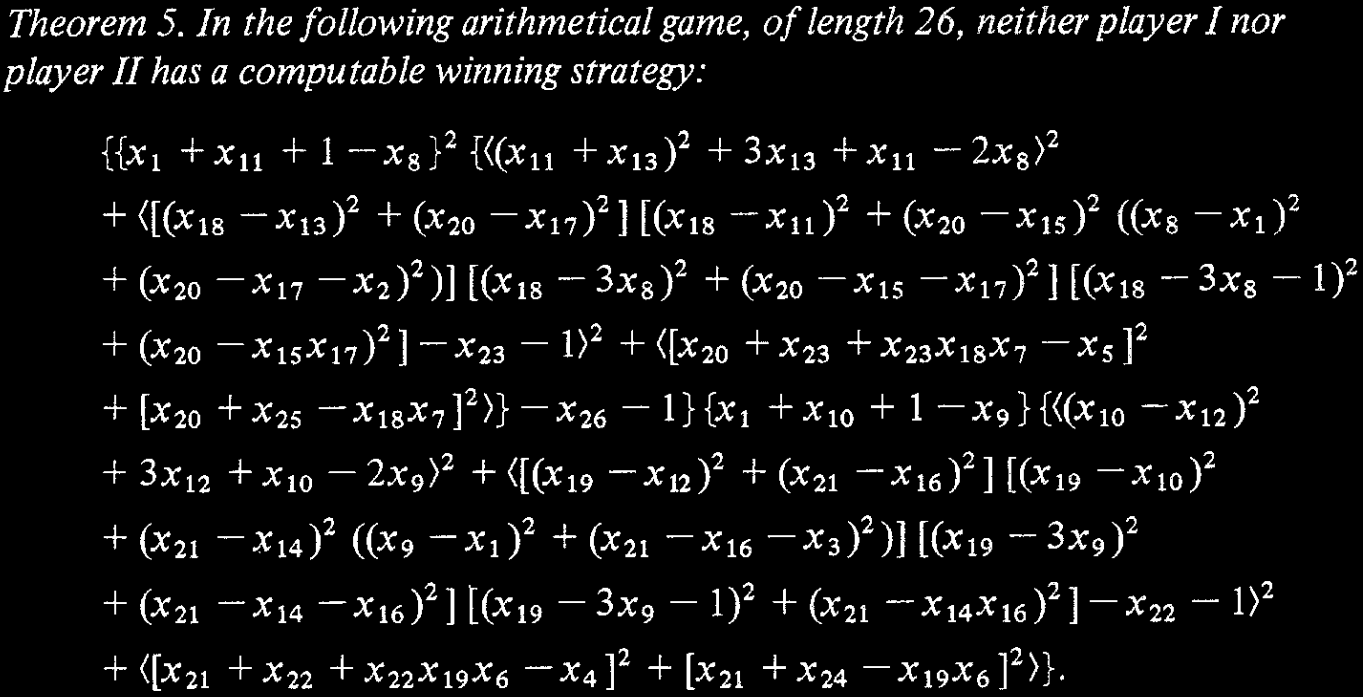 Theorem 5. In the following arithmetical game, of length 26, neither player I nor
player II has a computable winning strategy:
{{x₁ + x₁₁ + 1 − x₈}² {⟨(x₁₁ + x₁₃)² + 3x₁₃ + x₁₁ − 2x₈⟩²
+ ⟨[(x₁₈ − x₁₃)² + (x₂₀ − x₁₇)²] [(x₁₈ − x₁₁)² + (x₂₀ − x₁₅)² ((x₈ − x₁)²
+ (x₂₀ − x₁₇ − x₂)²)] [(x₁₈ − 3x₈)² + (x₂₀ − x₁₅ − x₁₇)²] [(x₁₈ − 3x₈ − 1)²
+ (x₂₀ − x₁₅x₁₇)²] − x₂₃ − 1⟩² + ⟨[x₂₀ + x₂₃ + x₂₃x₁₈x₇ − x₅]²
+ [x₂₀ + x₂₅ − x₁₈x₇]²⟩} − x₂₆ − 1} {x₁ + x₁₀ + 1 − x₉} {⟨(x₁₀ − x₁₂)²
+ 3x₁₂ + x₁₀ − 2x₉⟩² + ⟨[(x₁₉ − x₁₂)² + (x₂₁ − x₁₆)²] [(x₁₉ − x₁₀)²
+ (x₂₁ − x₁₄)² ((x₉ − x₁)² + (x₂₁ − x₁₆ − x₃)²)] [(x₁₉ − 3x₉)²
+ (x₂₁ − x₁₄ − x₁₆)²] [(x₁₉ − 3x₉ − 1)² + (x₂₁ − x₁₄x₁₆)²] − x₂₂ − 1⟩²
+ ⟨[x₂₁ + x₂₂ + x₂₂x₁₉x₆ − x₄]² + [x₂₁ + x₂₄ − x₁₉x₆]²⟩}.